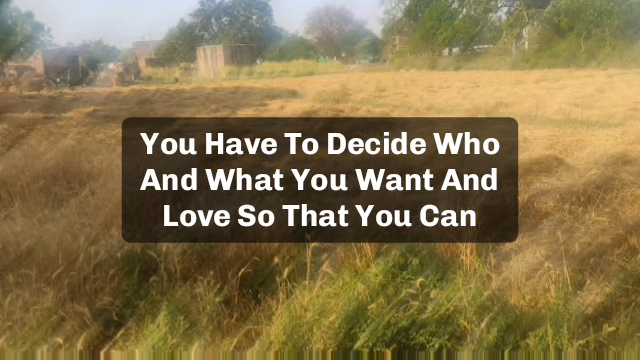 You Have To Decide Who
And What You Want And
Love So That You Can